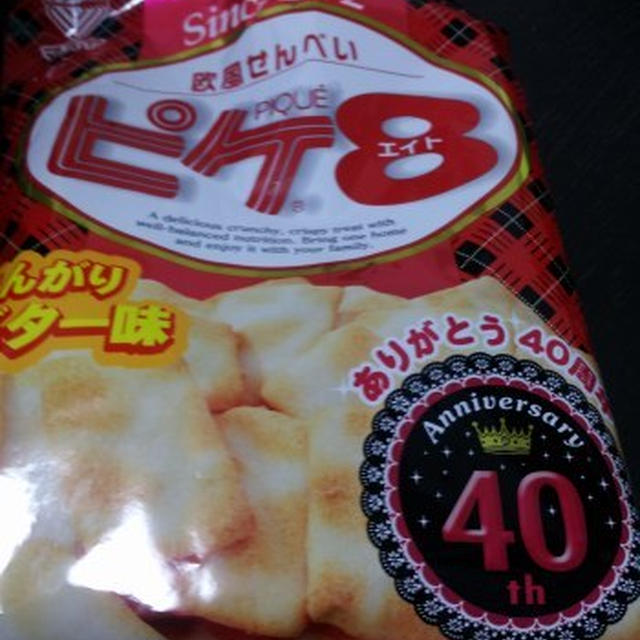 Since
欧風せんべい
PIQUÉ
ピケ8
エイト
®
A delicious crunchy, crispy treat with
well-balanced nutrition. Bring one home
and enjoy it with your family.
んがり
ター味
ありがとう 40周
Anniversary
40
th